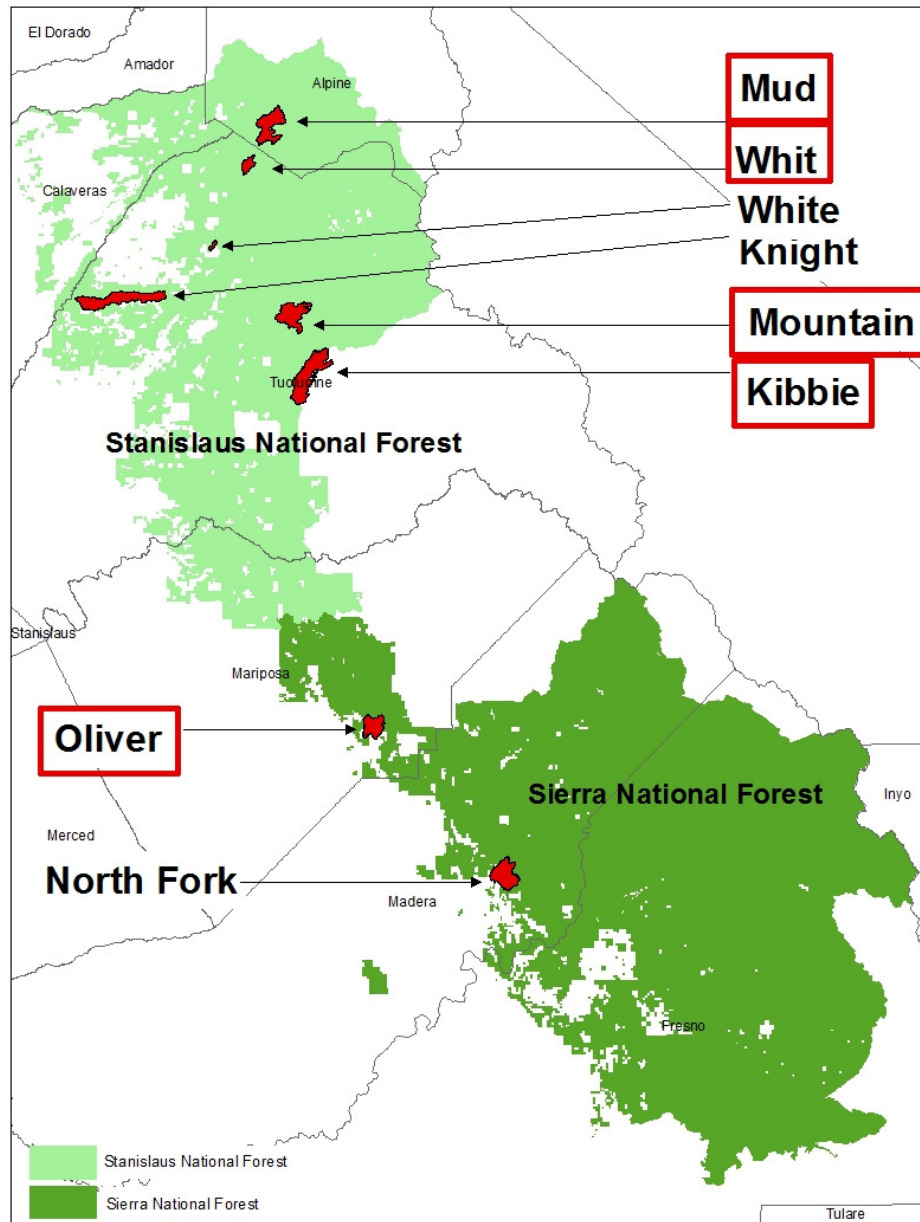 El Dorado
Amador
Alpine
Mud
Whit
Calaveras
White
Knight
Mountain
Tuolumne
Kibbie
Stanislaus National Forest
Stanislaus
Mariposa
Oliver
Sierra National Forest
Inyo
Merced
North Fork
Madera
Fresno
Stanislaus National Forest
Sierra National Forest
Tulare